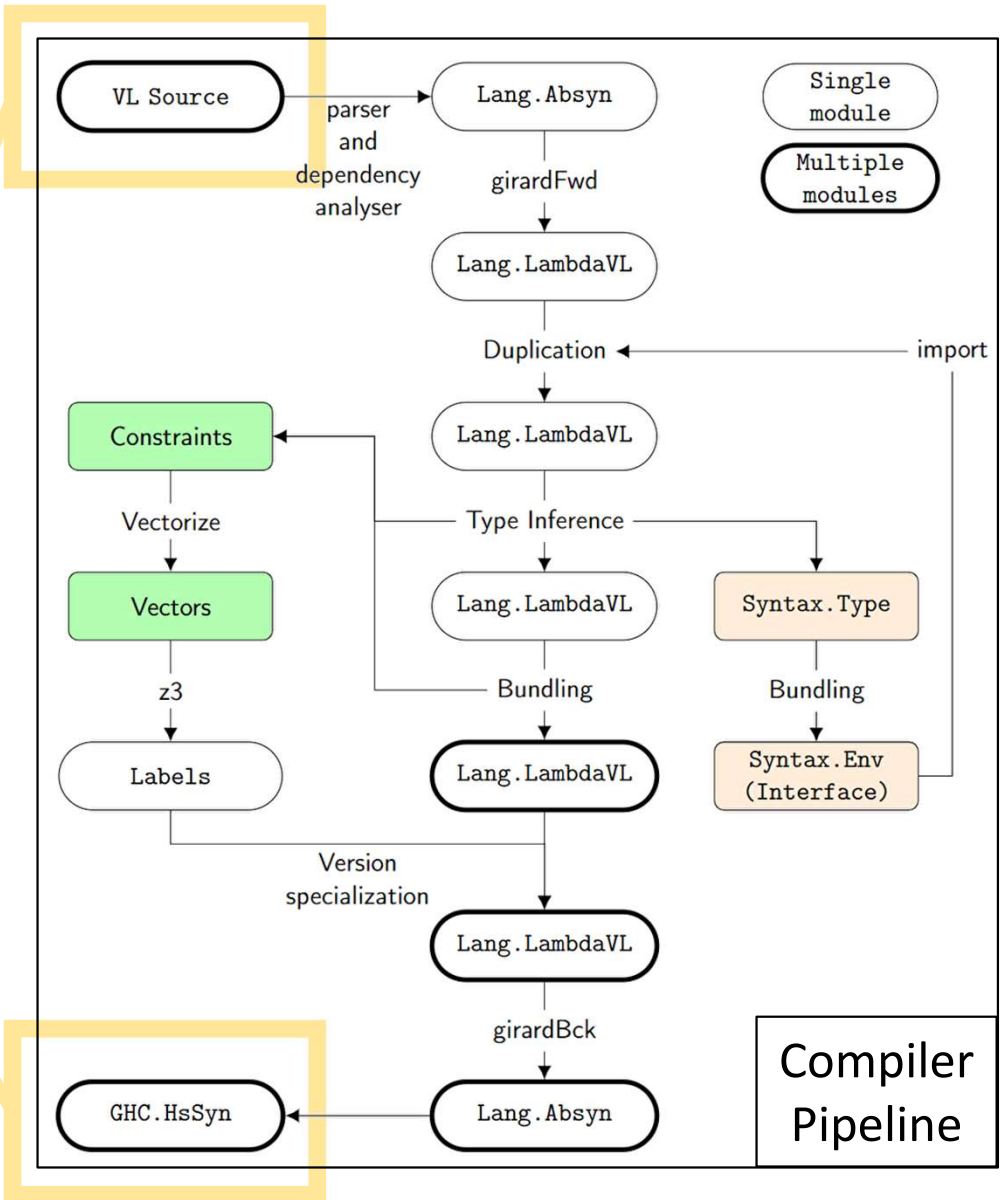 VL Source
parser
and
dependency
analyser
Lang.Absyn
Single
module
Multiple
modules
girardFwd
Lang.LambdaVL
Duplication
import
Constraints
Lang.LambdaVL
Vectorize
Type Inference
Vectors
Lang.LambdaVL
Syntax.Type
z3
Bundling
Bundling
Labels
Lang.LambdaVL
Syntax.Env
(Interface)
Version
specialization
Lang.LambdaVL
girardBck
GHC.HsSyn
Lang.Absyn
Compiler
Pipeline